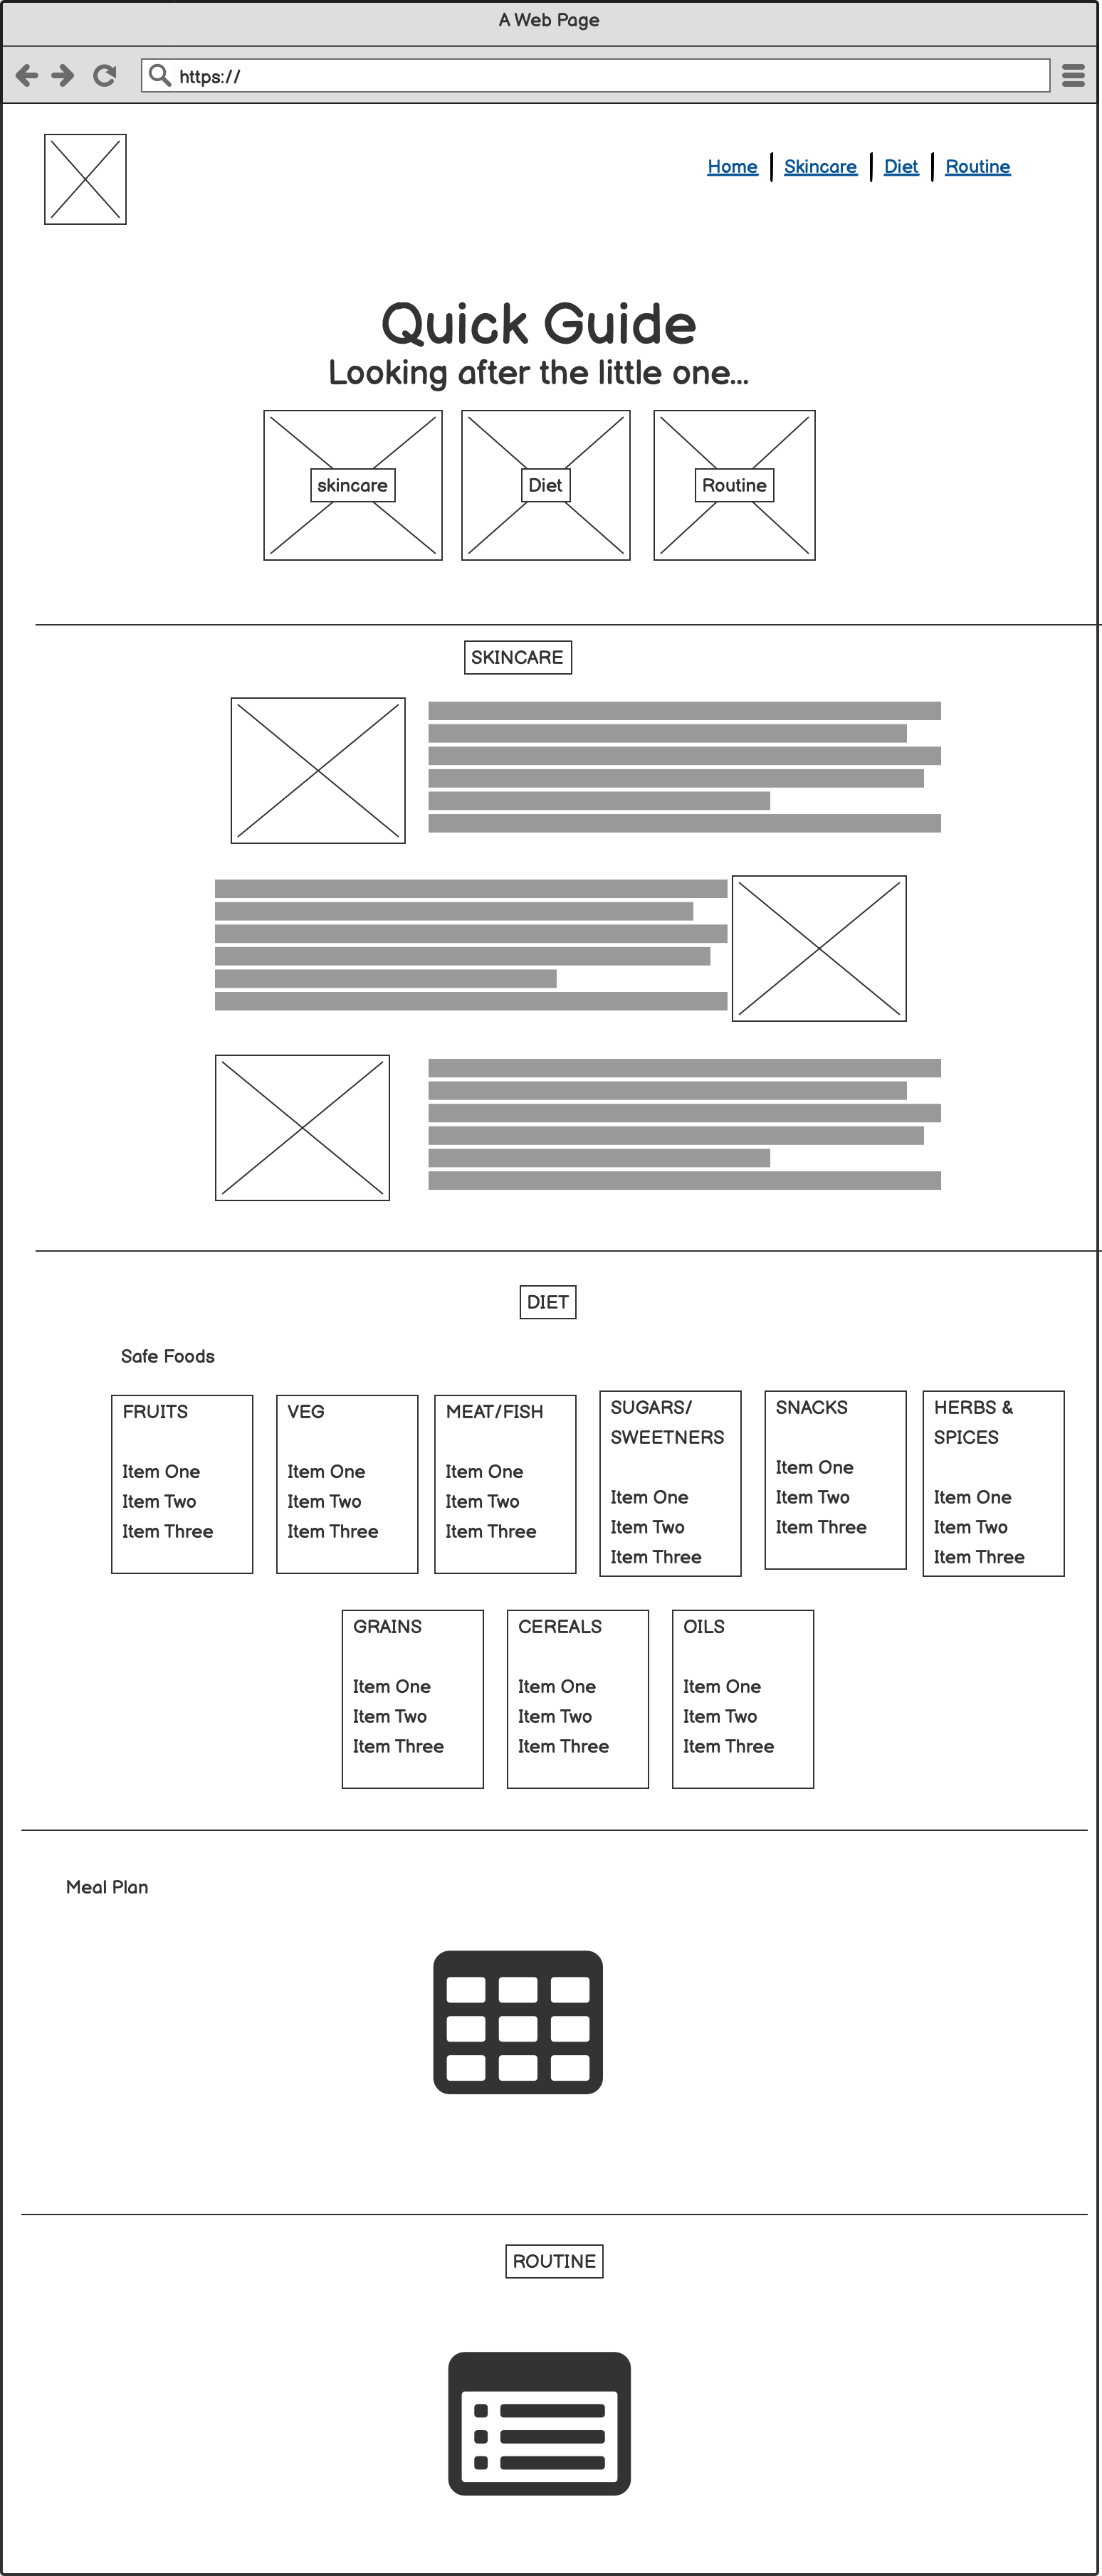 A Web Page
https://
Home Skincare Diet Routine
Quick Guide
Looking after the little one...
skincare
Diet
Routine
SKINCARE
DIET
Safe Foods
FRUITS
Item One
Item Two
Item Three
VEG
Item One
Item Two
Item Three
MEAT/FISH
Item One
Item Two
Item Three
SUGARS/
SWEETNERS
Item One
Item Two
Item Three
SNACKS
Item One
Item Two
Item Three
HERBS &
SPICES
Item One
Item Two
Item Three
GRAINS
Item One
Item Two
Item Three
CEREALS
Item One
Item Two
Item Three
OILS
Item One
Item Two
Item Three
Meal Plan
ROUTINE